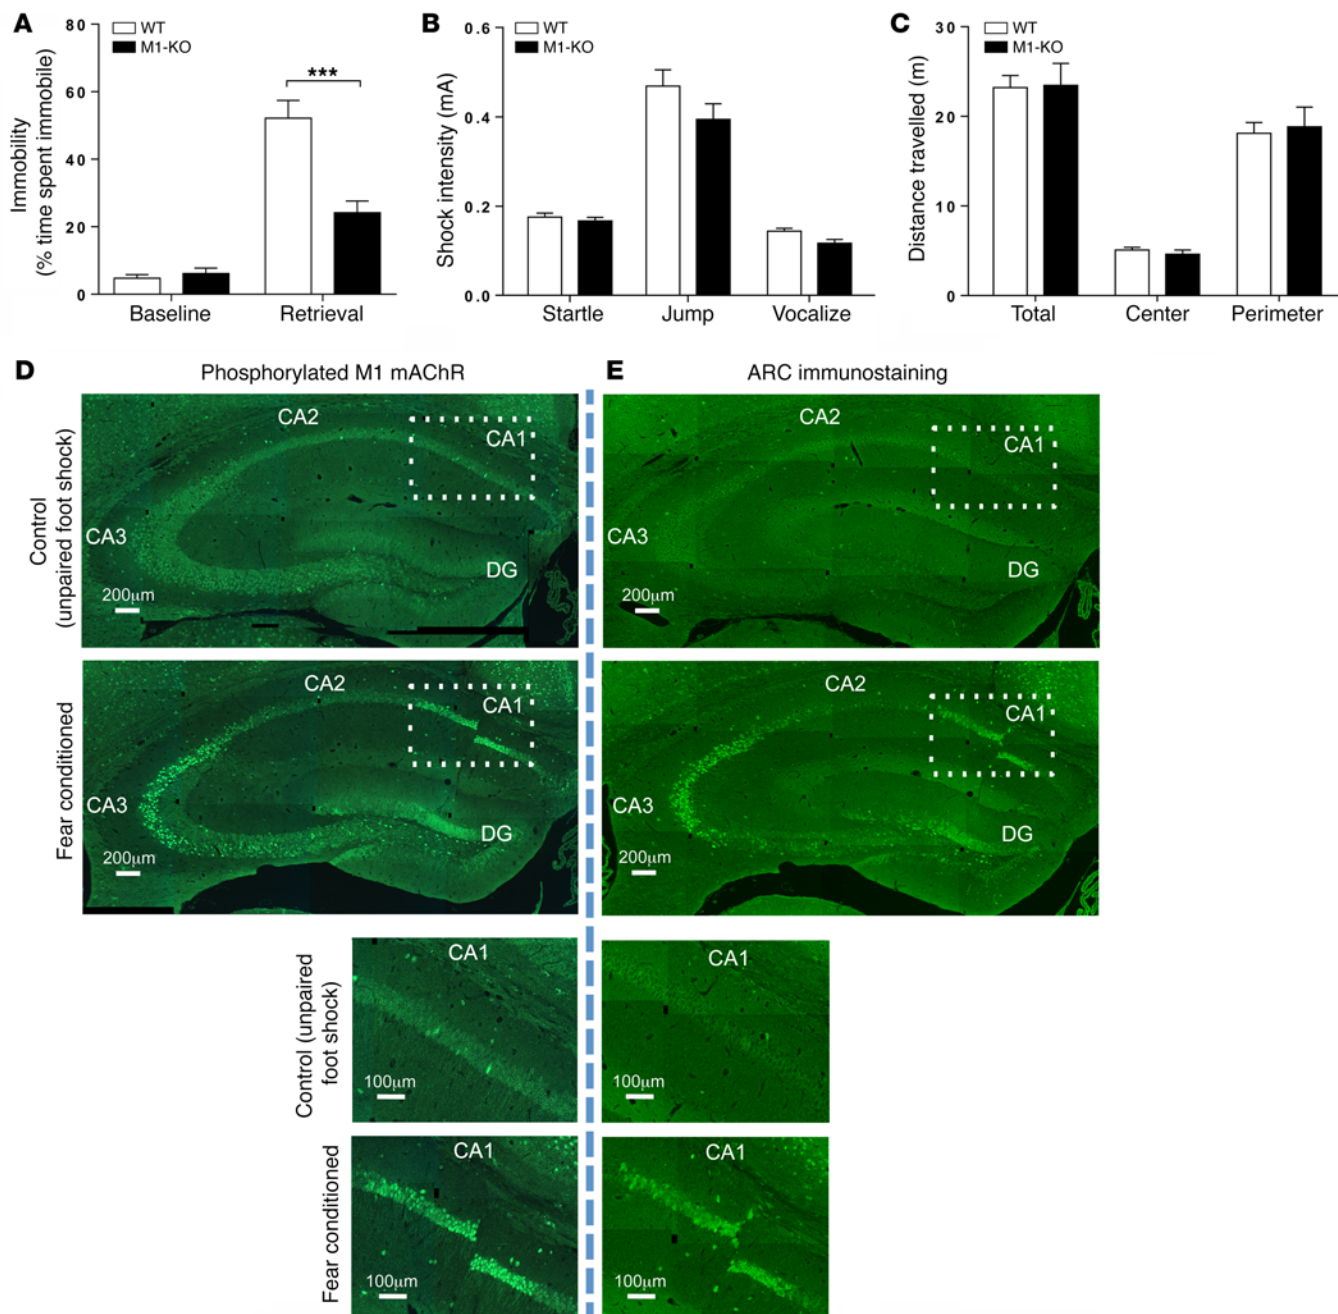 A
80
60
40
20
0
Immobility
(% time spent immobile)
WT
M1-KO
***
Baseline
Retrieval
B
0.6
0.4
0.2
0.0
Shock intensity (mA)
WT
M1-KO
Startle
Jump
Vocalize
C
30
20
10
0
Distance travelled (m)
WT
M1-KO
Total
Center
Perimeter
D
Phosphorylated M1 mAChR
E
ARC immunostaining
Control
(unpaired foot shock)
CA2
CA1
CA3
DG
200μm
CA2
CA1
CA3
DG
200μm
Fear conditioned
CA2
CA1
CA3
DG
200μm
CA2
CA1
CA3
DG
200μm
Control (unpaired
foot shock)
CA1
100μm
CA1
100μm
Fear conditioned
CA1
100μm
CA1
100μm